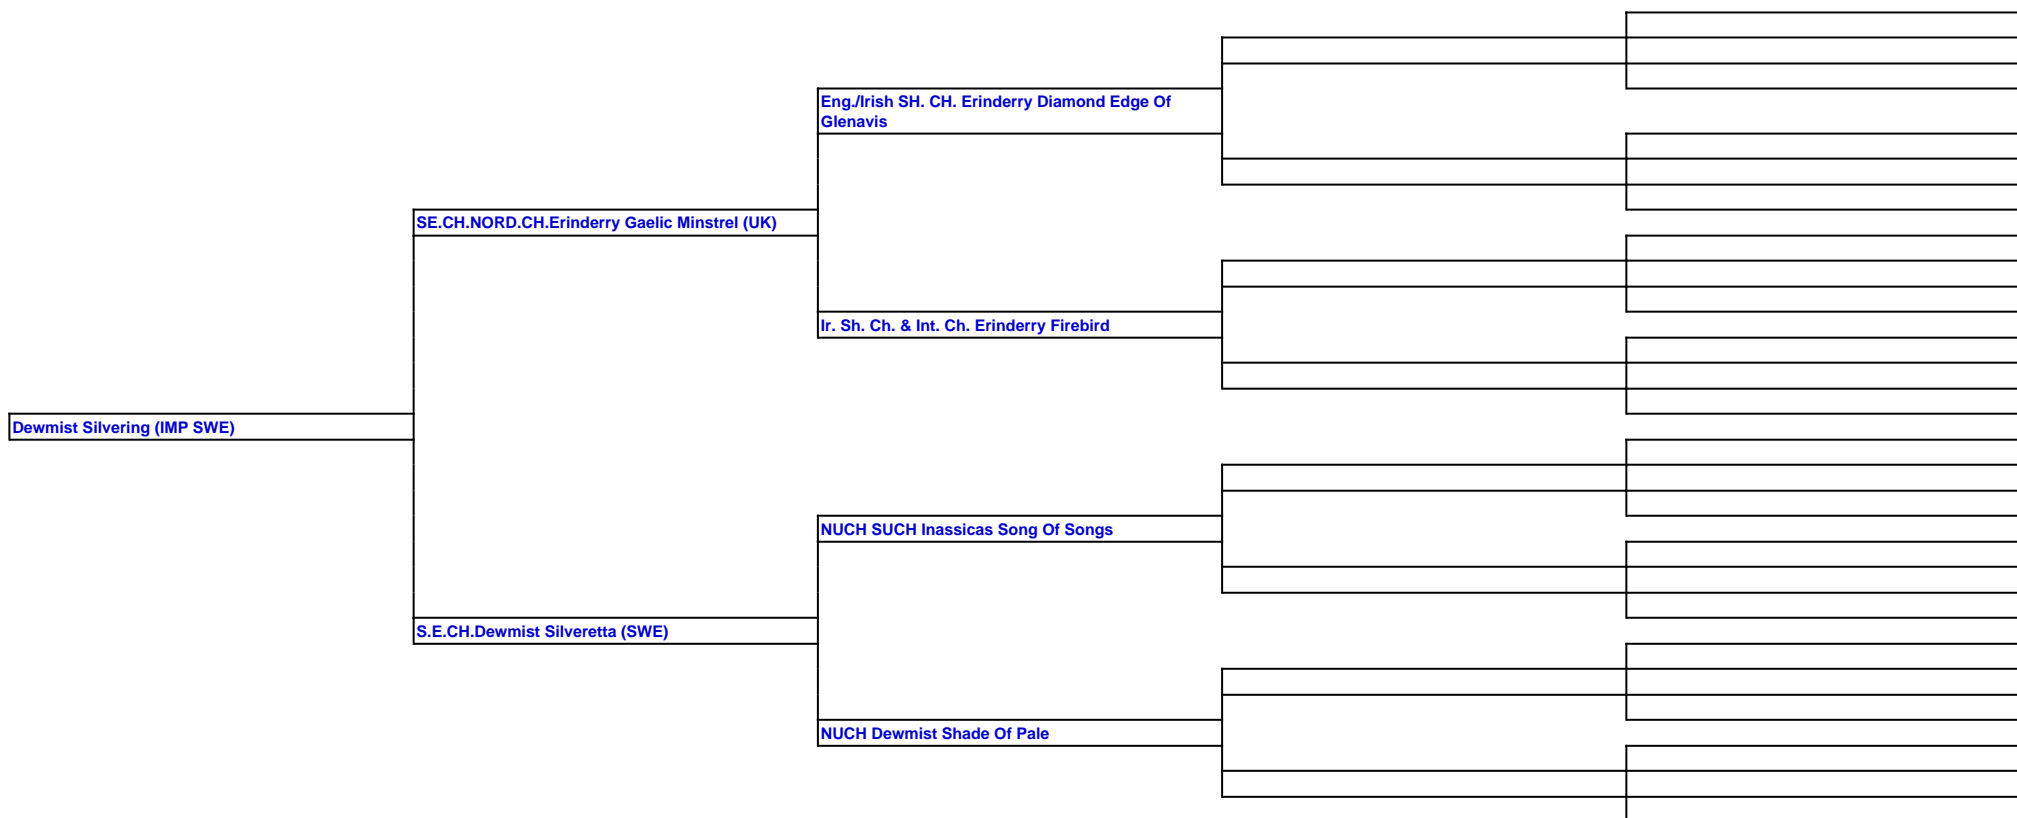 Eng./Irish SH. CH. Erinderry Diamond Edge Of
Glenavis
SE.CH.NORD.CH.Erinderry Gaelic Minstrel (UK)
Ir. Sh. Ch. & Int. Ch. Erinderry Firebird
Dewmist Silvering (IMP SWE)
NUCH SUCH Inassicas Song Of Songs
S.E.CH.Dewmist Silveretta (SWE)
NUCH Dewmist Shade Of Pale